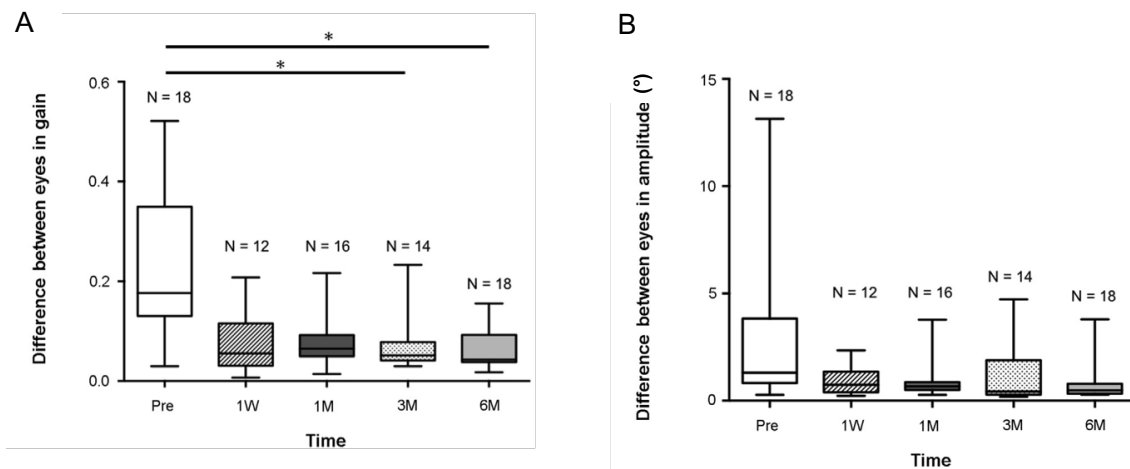 A
*
*
Difference between eyes in gain
0.6
0.4
0.2
0.0
N = 18
N = 12
N = 16
N = 14
N = 18
Pre 1W 1M 3M 6M
Time
B
Difference between eyes in amplitude (°)
15
10
5
0
N = 18
N = 12
N = 16
N = 14
N = 18
Pre 1W 1M 3M 6M
Time